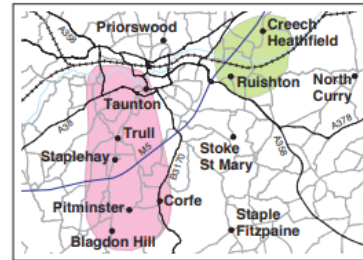 Priorswood
Creech
Heathfield
A358
Ruishton
North
Curry
Taunton
A38
Trull
M5
A378
Staplehay
Stoke
St Mary
A358
B3170
Pitminster
Corfe
Staple
Fitzpaine
Blagdon Hill